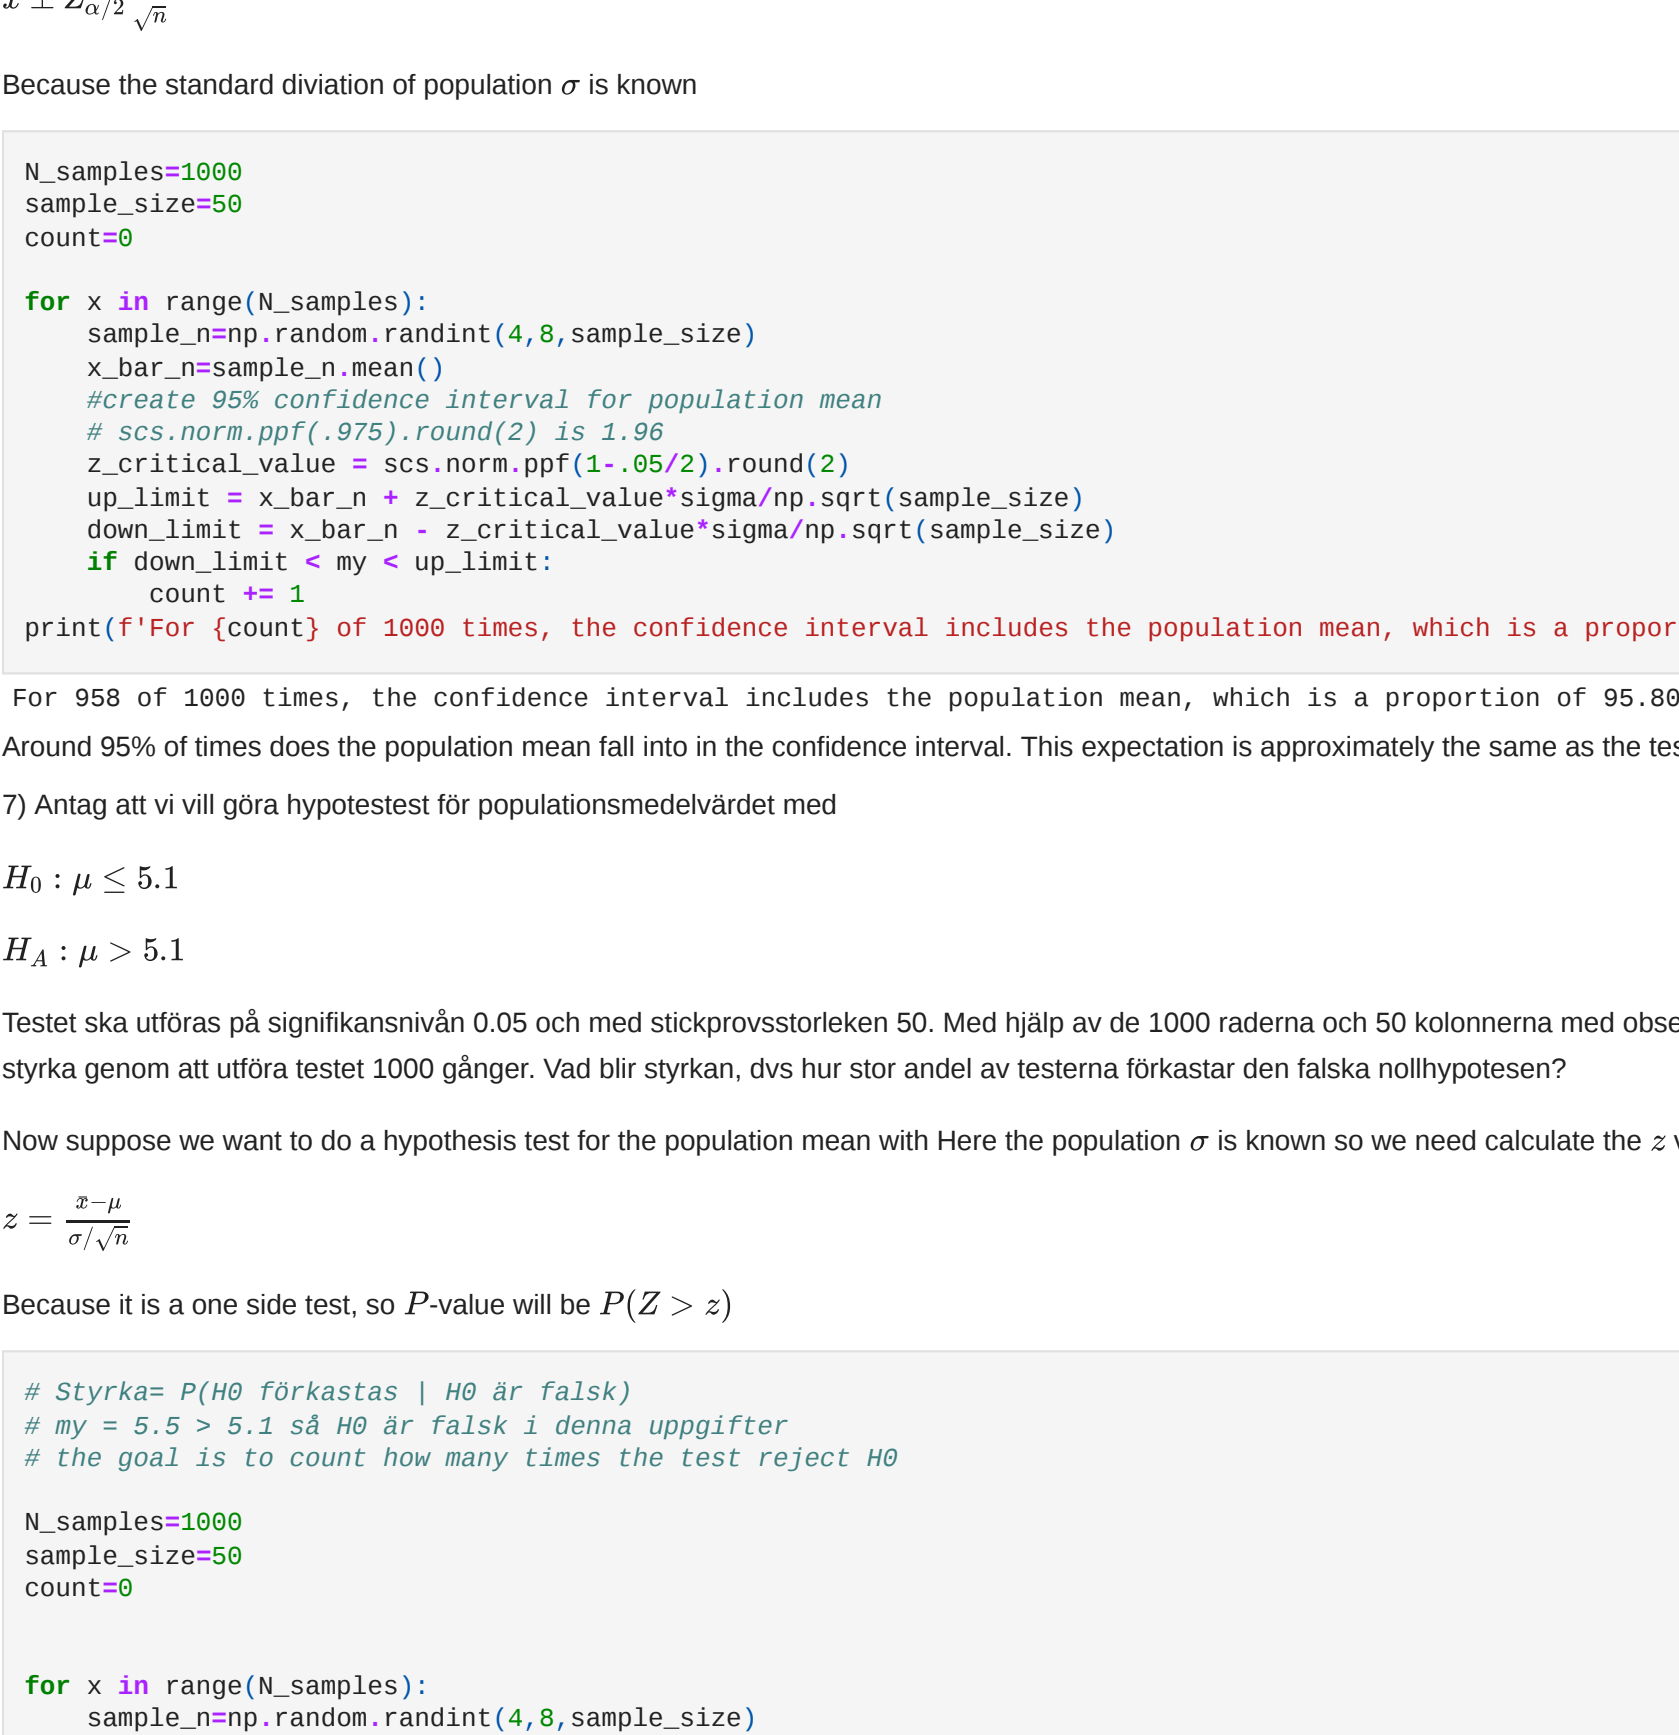 x̄ ± Z_{α/2} \frac{}{√n}
Because the standard diviation of population σ is known
N_samples=1000
sample_size=50
count=0
for x in range(N_samples):
    sample_n=np.random.randint(4,8,sample_size)
    x_bar_n=sample_n.mean()
    #create 95% confidence interval for population mean
    # scs.norm.ppf(.975).round(2) is 1.96
    z_critical_value = scs.norm.ppf(1-.05/2).round(2)
    up_limit = x_bar_n + z_critical_value*sigma/np.sqrt(sample_size)
    down_limit = x_bar_n - z_critical_value*sigma/np.sqrt(sample_size)
    if down_limit < my < up_limit:
        count += 1
print(f'For {count} of 1000 times, the confidence interval includes the population mean, which is a propor
For 958 of 1000 times, the confidence interval includes the population mean, which is a proportion of 95.80
Around 95% of times does the population mean fall into in the confidence interval. This expectation is approximately the same as the tes
7) Antag att vi vill göra hypotestest för populationsmedelvärdet med
H_0 : μ ≤ 5.1
H_A : μ > 5.1
Testet ska utföras på signifikansnivån 0.05 och med stickprovsstorleken 50. Med hjälp av de 1000 raderna och 50 kolonnerna med obse
styrka genom att utföra testet 1000 gånger. Vad blir styrkan, dvs hur stor andel av testerna förkastar den falska nollhypotesen?
Now suppose we want to do a hypothesis test for the population mean with Here the population σ is known so we need calculate the z
z = \frac{x̄−μ}{σ/√n}
Because it is a one side test, so P-value will be P(Z > z)
# Styrka= P(H0 förkastas | H0 är falsk)
# my = 5.5 > 5.1 så H0 är falsk i denna uppgifter
# the goal is to count how many times the test reject H0
N_samples=1000
sample_size=50
count=0
for x in range(N_samples):
    sample_n=np.random.randint(4,8,sample_size)